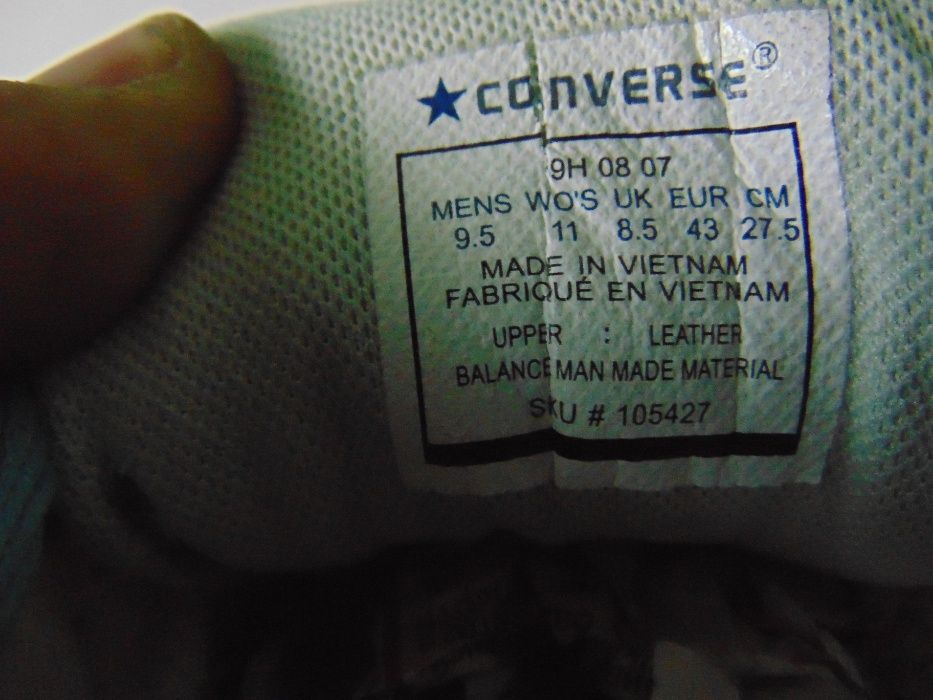 CONVERSE®
9H 08 07
MENS WO'S UK EUR CM
9.5 11 8.5 43 27.5
MADE IN VIETNAM
FABRIQUÉ EN VIETNAM
UPPER : LEATHER
BALANCE MAN MADE MATERIAL
SKU # 105427